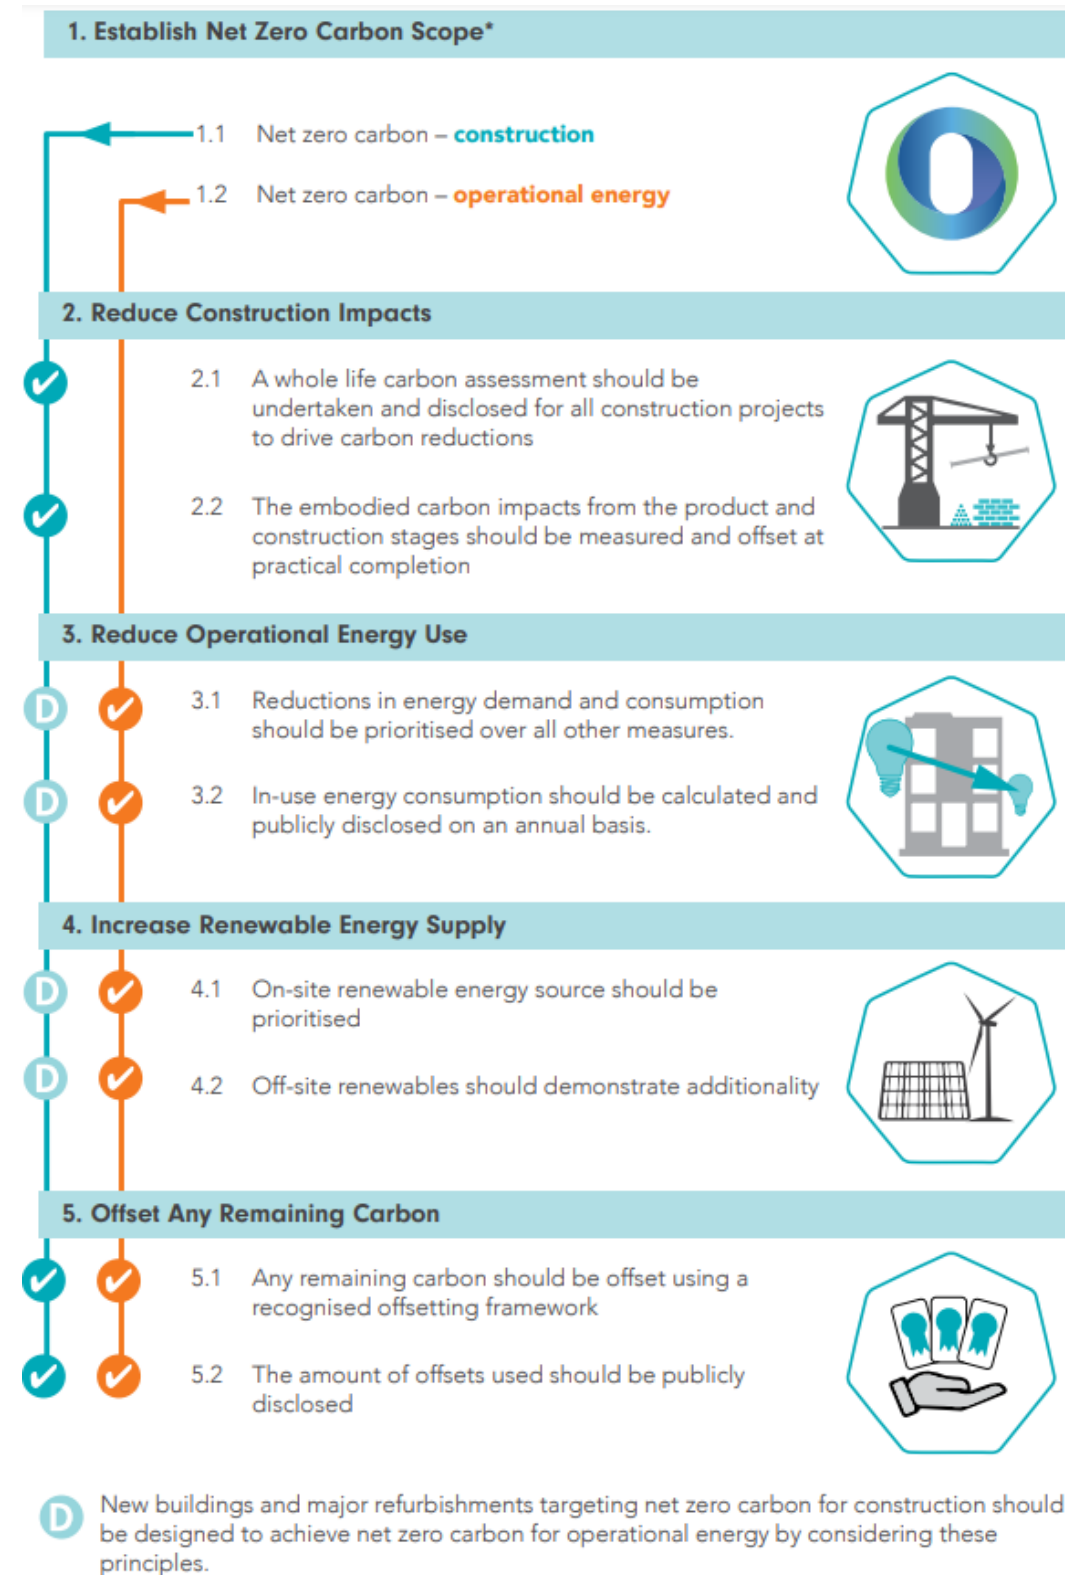 1. Establish Net Zero Carbon Scope*
1.1 Net zero carbon – construction
1.2 Net zero carbon – operational energy
2. Reduce Construction Impacts
2.1 A whole life carbon assessment should be
undertaken and disclosed for all construction projects
to drive carbon reductions
2.2 The embodied carbon impacts from the product and
construction stages should be measured and offset at
practical completion
3. Reduce Operational Energy Use
D 3.1 Reductions in energy demand and consumption
should be prioritised over all other measures.
D 3.2 In-use energy consumption should be calculated and
publicly disclosed on an annual basis.
4. Increase Renewable Energy Supply
D 4.1 On-site renewable energy source should be
prioritised
D 4.2 Off-site renewables should demonstrate additionality
5. Offset Any Remaining Carbon
5.1 Any remaining carbon should be offset using a
recognised offsetting framework
5.2 The amount of offsets used should be publicly
disclosed
D New buildings and major refurbishments targeting net zero carbon for construction should
be designed to achieve net zero carbon for operational energy by considering these
principles.